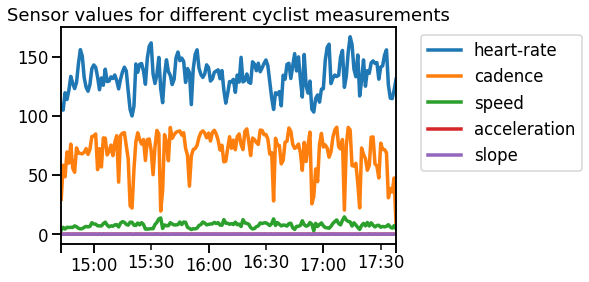 Sensor values for different cyclist measurements
150
100
50
0
15:00
15:30
16:00
16:30
17:00
17:30
heart-rate
cadence
speed
acceleration
slope